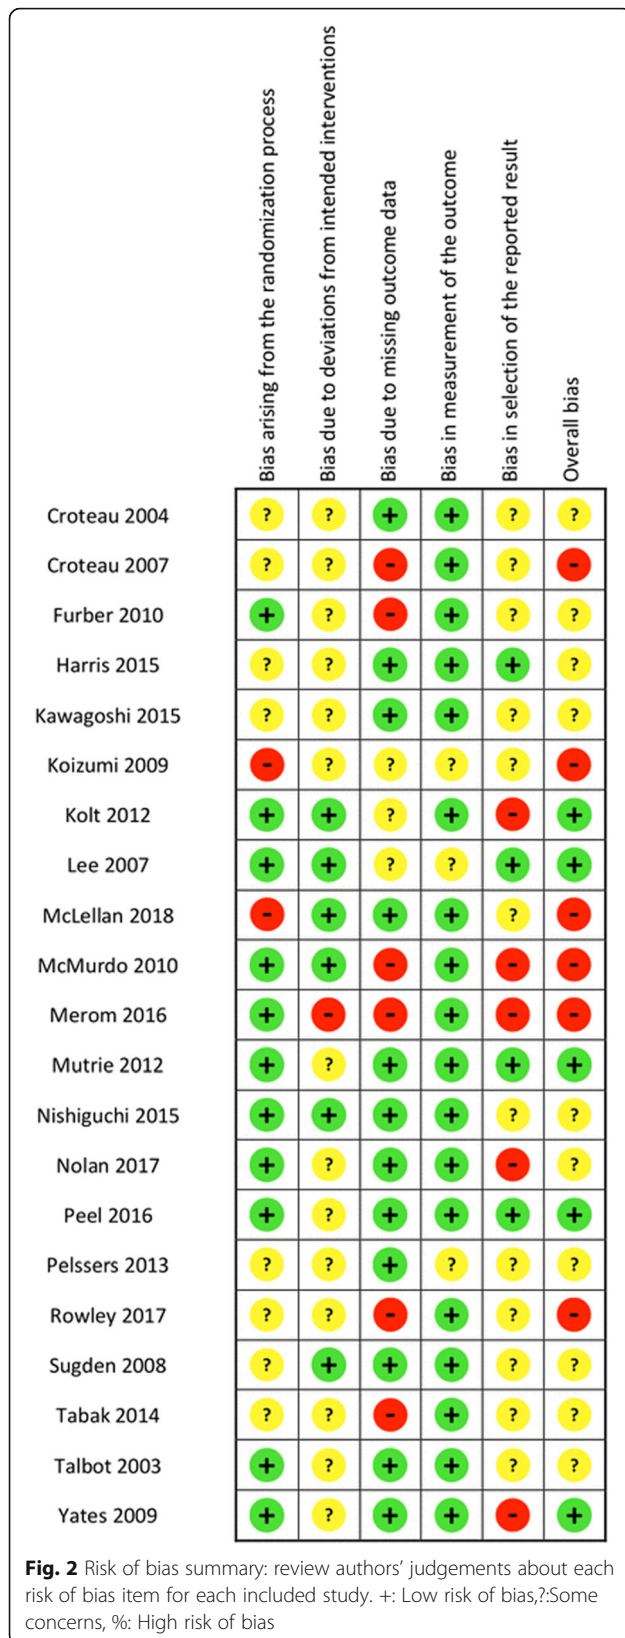 Bias arising from the randomization process
Bias due to deviations from intended interventions
Bias due to missing outcome data
Bias in measurement of the outcome
Bias in selection of the reported result
Overall bias
Croteau 2004 ? ? + + ? ?
Croteau 2007 ? ? - + ? -
Furber 2010 + ? - + ? ?
Harris 2015 ? ? + + + ?
Kawagoshi 2015 ? ? + + ? ?
Koizumi 2009 - ? ? ? ? -
Kolt 2012 + + ? + - +
Lee 2007 + + ? ? + +
McLellan 2018 - + + + ? -
McMurdo 2010 + + - + - -
Merom 2016 + - - + - -
Mutrie 2012 + ? + + + +
Nishiguchi 2015 + + + + ? ?
Nolan 2017 + ? + + - ?
Peel 2016 + ? + + + +
Pelssers 2013 ? ? + ? ? ?
Rowley 2017 ? ? - + ? -
Sugden 2008 ? + + + ? ?
Tabak 2014 ? ? - + ? ?
Talbot 2003 + ? + + ? ?
Yates 2009 + ? + + - +
Fig. 2 Risk of bias summary: review authors’ judgements about each
risk of bias item for each included study. +: Low risk of bias,?:Some
concerns, %: High risk of bias